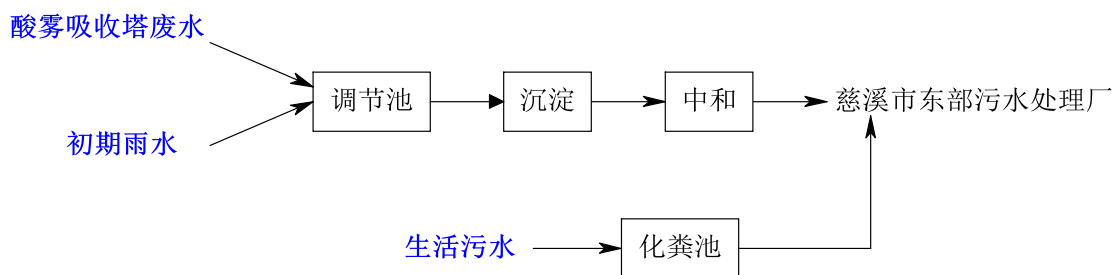 酸雾吸收塔废水
调节池
沉淀
中和
慈溪市东部污水处理厂
初期雨水
生活污水
化粪池